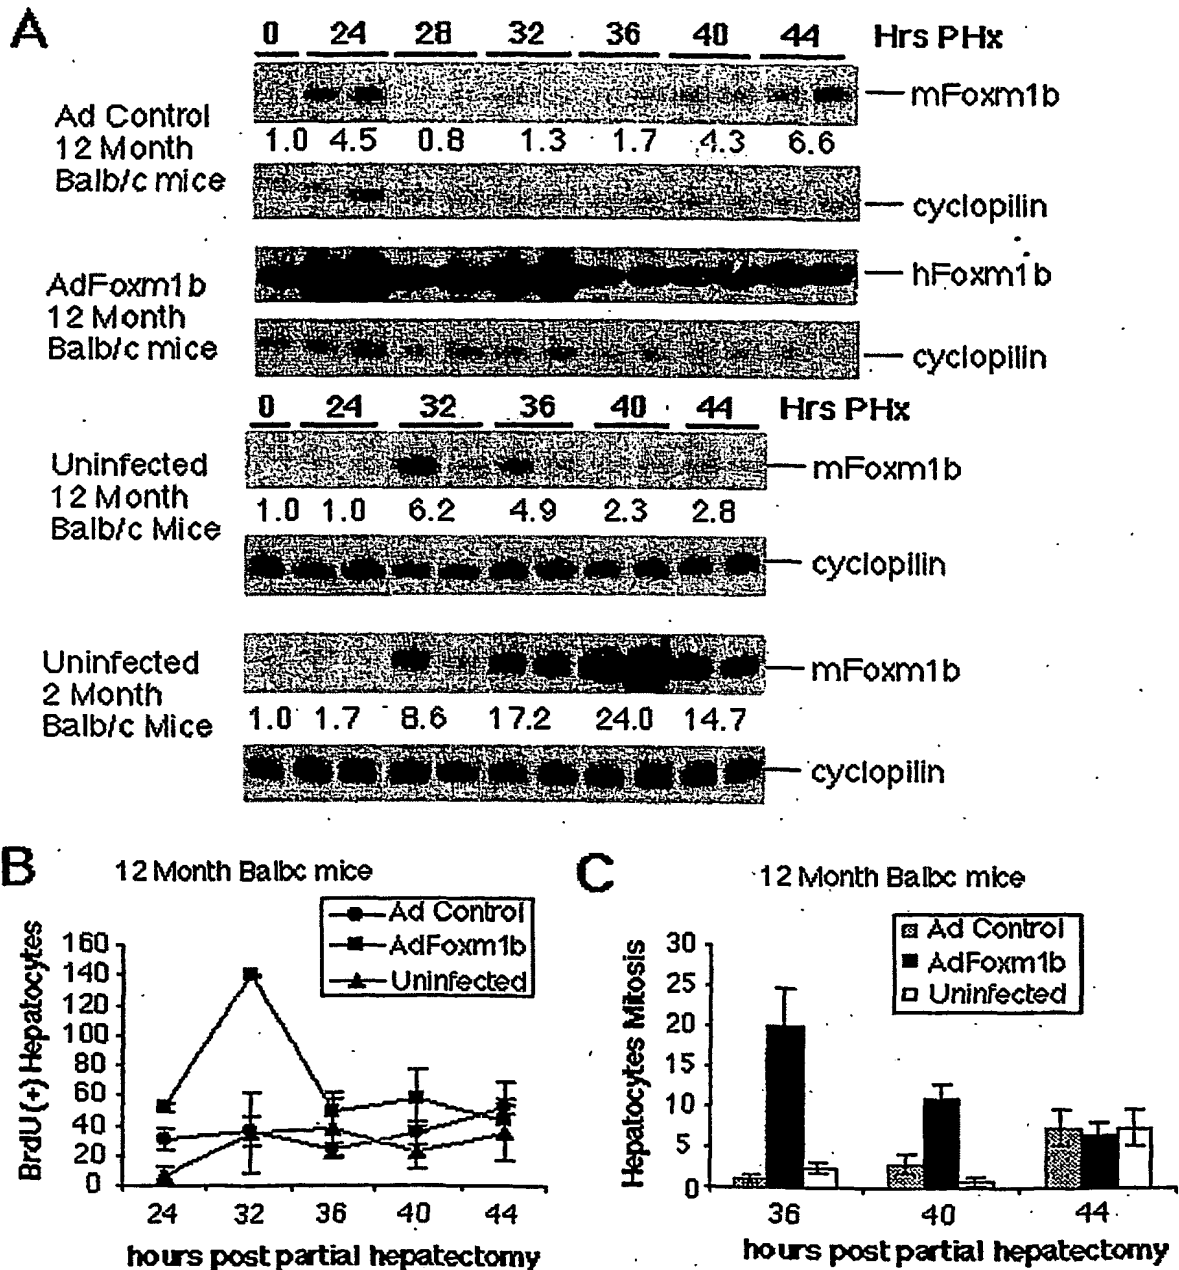 A
0 24 28 32 36 40 44 Hrs PHx
Ad Control
12 Month
Balb/c mice
mFoxm1b
1.0 4.5 0.8 1.3 1.7 4.3 6.6
cyclopilin
AdFoxm1b
12 Month
Balb/c mice
hFoxm1b
cyclopilin
0 24 32 36 40 44 Hrs PHx
Uninfected
12 Month
Balb/c Mice
mFoxm1b
1.0 1.0 6.2 4.9 2.3 2.8
cyclopilin
Uninfected
2 Month
Balb/c Mice
mFoxm1b
1.0 1.7 8.6 17.2 24.0 14.7
cyclopilin
B
12 Month Balbc mice
Ad Control
AdFoxm1b
Uninfected
BrdU (+) Hepatocytes
160
140
120
100
80
60
40
20
0
24 32 36 40 44
hours post partial hepatectomy
C
12 Month Balbc mice
Ad Control
AdFoxm1b
Uninfected
Hepatocytes Mitosis
30
25
20
15
10
5
0
36 40 44
hours post partial hepatectomy